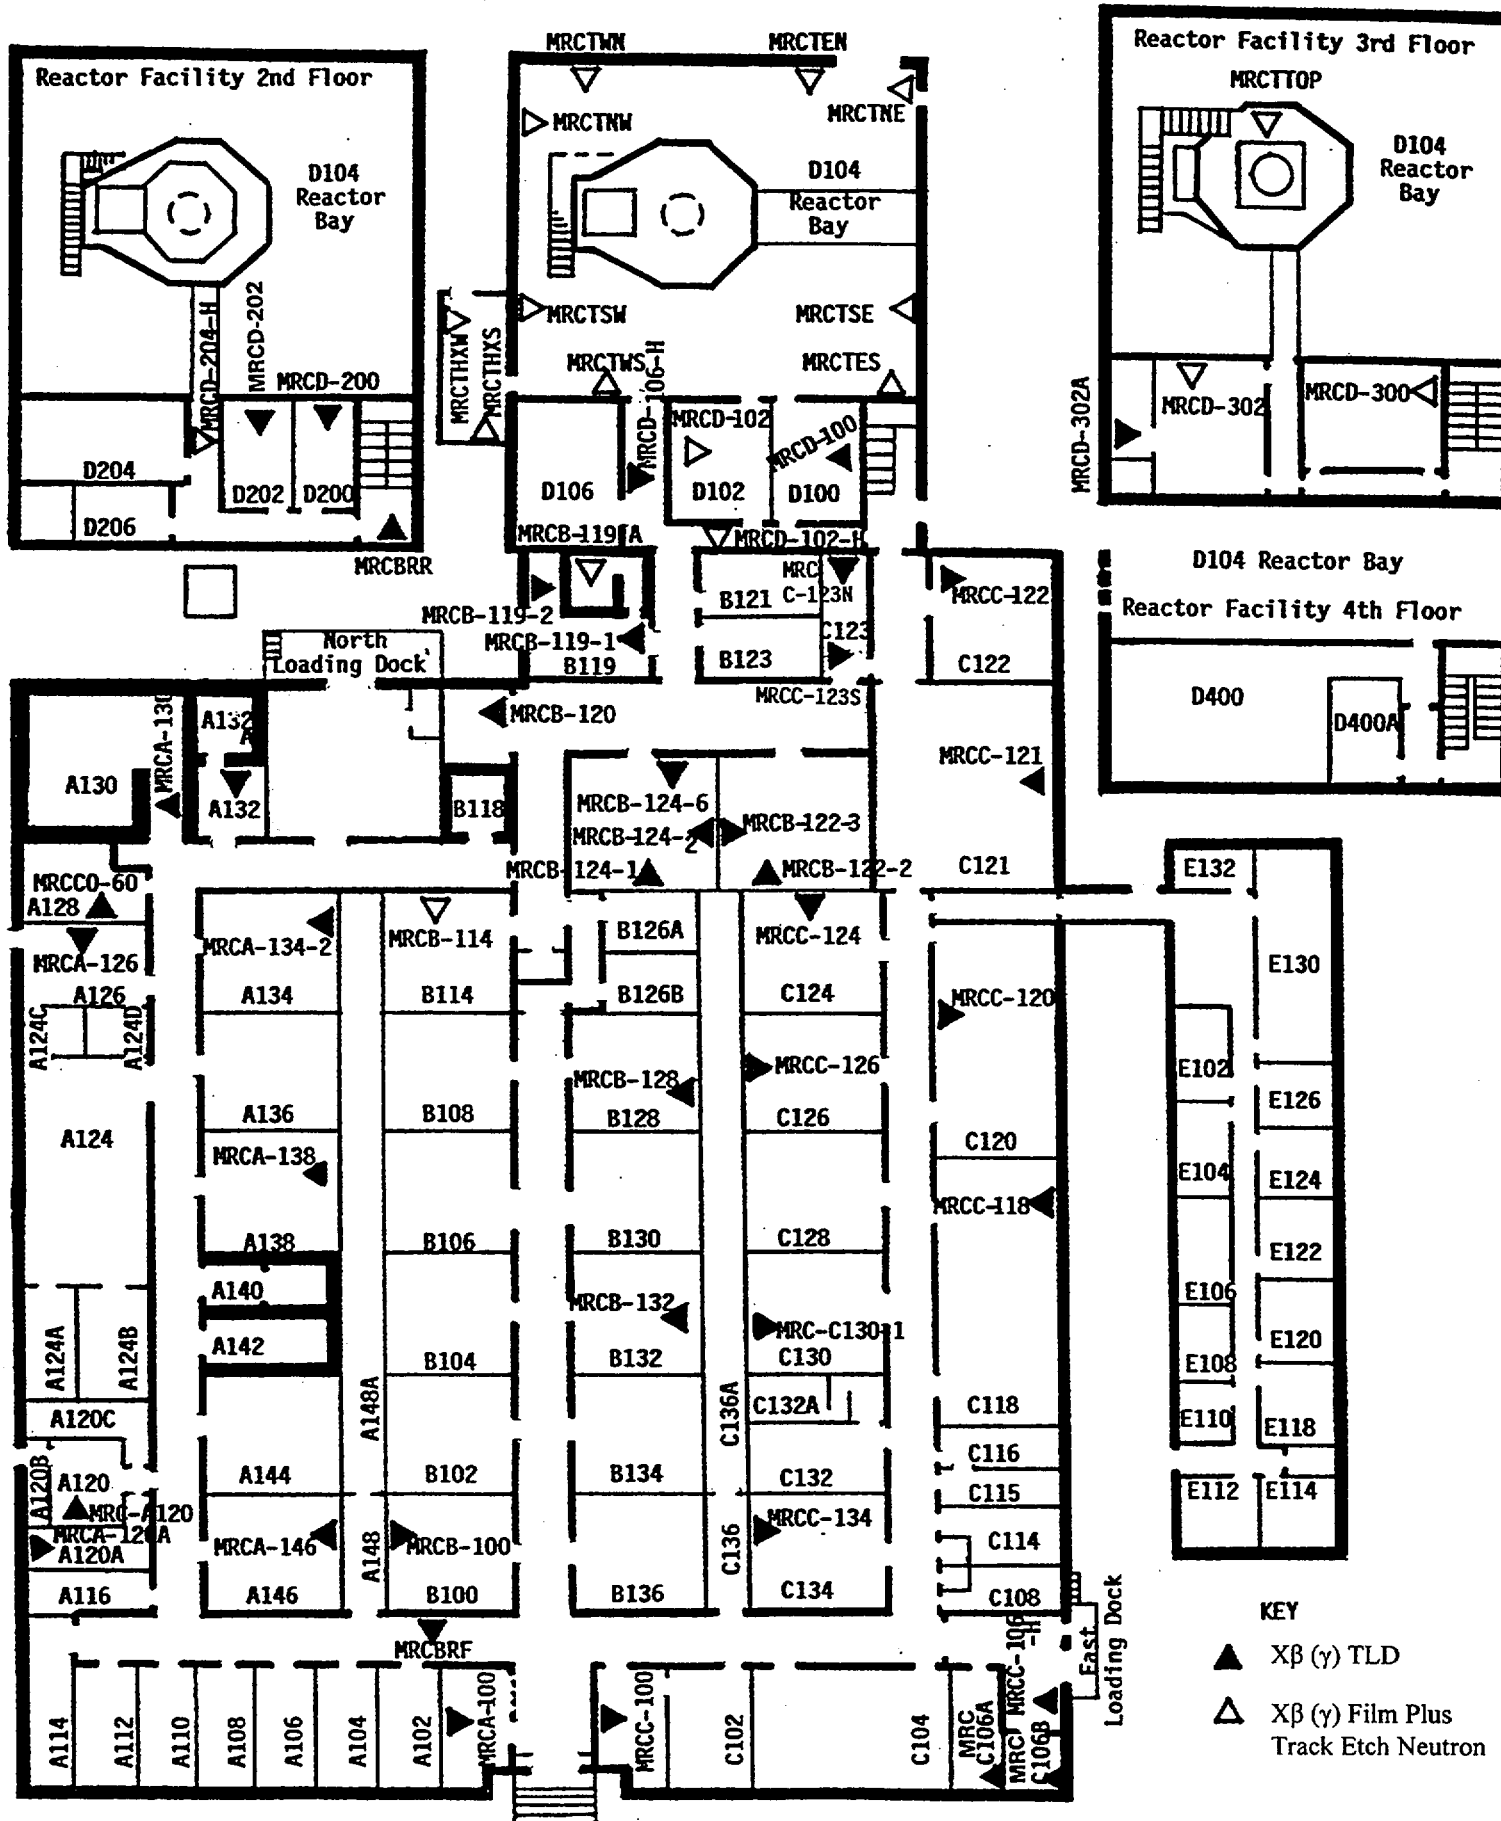 Reactor Facility 2nd Floor
D104
Reactor
Bay
MRCD-204-H
MRCD-202
MRCD-200
D204
D202
D200
D206
MRCBRR
MRCTWN
MRCTEN
MRCTNE
MRCTNW
D104
Reactor
Bay
MRCTSW
MRCTSE
MRCTHXW
MRCTHXS
MRCTWS
MRCD-106-H
MRCTES
MRCD-102
MRCD-100
D106
D102
D100
MRCB-119-A
MRCD-102-H
Reactor Facility 3rd Floor
MRCTTOP
D104
Reactor
Bay
MRCD-302A
MRCD-302
MRCD-300
D104 Reactor Bay
Reactor Facility 4th Floor
D400
D400A
MRCB-119-2
MRCB-119-1
B119
B121
B123
MRC
C-123N
C123
MRCC-123S
MRCC-122
C122
North
Loading Dock
MRCA-130
A132
A
A130
A132
B118
MRCB-120
MRCB-124-6
MRCB-124-2
MRCB-124-1
MRCB-122-3
MRCB-122-2
MRCC-121
C121
MRCCO-60
A128
MRCA-126
A126
A124C
A124D
A124
A124A
A124B
A120C
A120B
A120
MRC-A120
MRCA-120A
A120A
A116
MRCA-134-2
A134
A136
MRCA-138
A138
A140
A142
A144
MRCA-146
A146
A148A
A148
MRCB-114
B114
B108
B106
B104
B102
MRCB-100
B100
MRCBRF
B126A
B126B
MRCB-128
B128
B130
MRCB-132
B132
B134
B136
C136A
C136
MRCC-124
C124
MRCC-126
C126
C128
MRC-C130-1
C130
C132A
C132
MRCC-134
C134
MRCC-120
C120
MRCC-118
C118
C116
C115
C114
C108
MRCC-106
-H
East
Loading Dock
E132
E130
E102
E126
E104
E124
E122
E106
E120
E108
E110
E118
E112
E114
A114
A112
A110
A108
A106
A104
A102
MRCA-100
MRCC-100
C102
C104
MRC
C106A
MRC
C106B
KEY
Xβ (γ) TLD
Xβ (γ) Film Plus
Track Etch Neutron